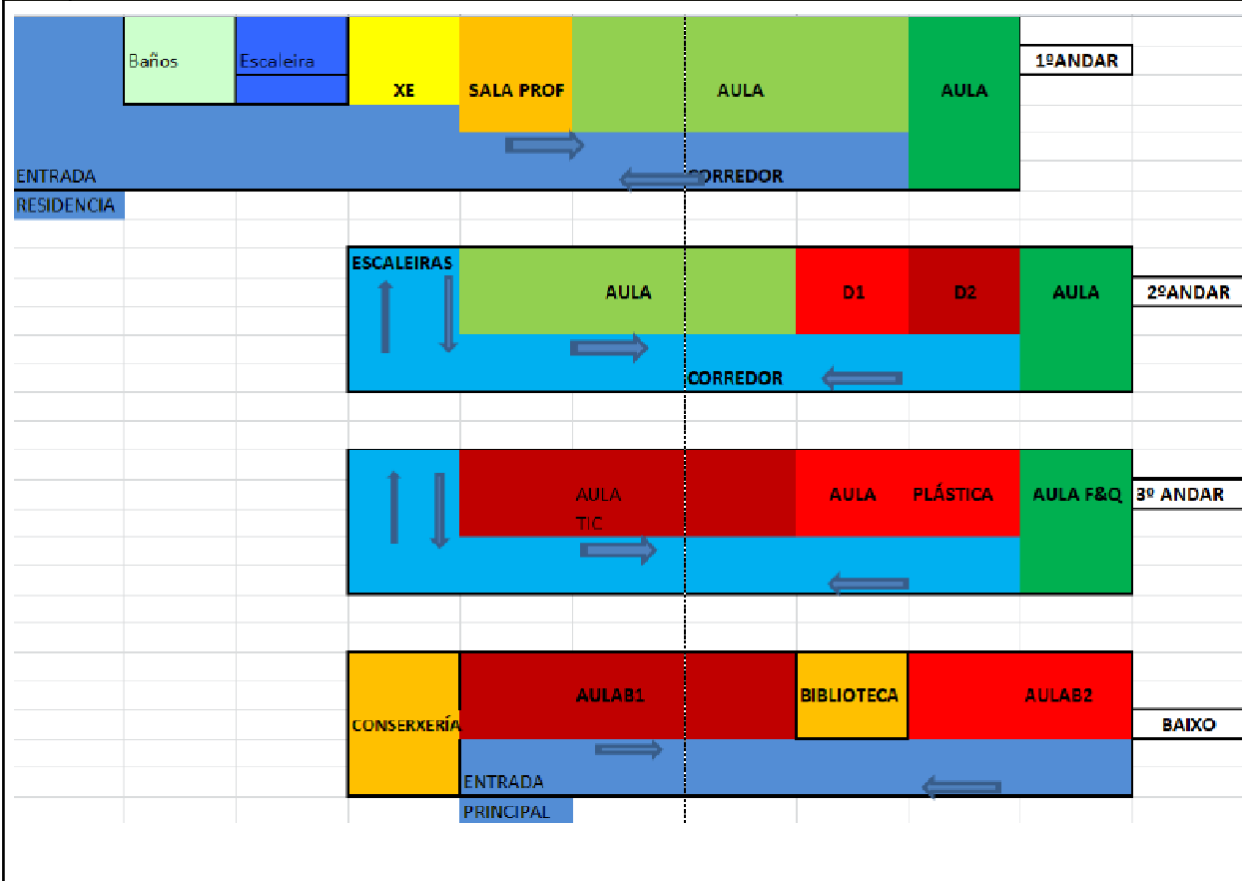 Baños
Escaleira
1ºANDAR
XE
SALA PROF
AULA
AULA
ENTRADA
CORREDOR
RESIDENCIA
ESCALEIRAS
AULA
D1
D2
AULA
2ºANDAR
CORREDOR
AULA
TIC
AULA PLÁSTICA
AULA F&Q
3º ANDAR
AULAB1
BIBLIOTECA
AULAB2
CONSERXERÍA
BAIXO
ENTRADA
PRINCIPAL